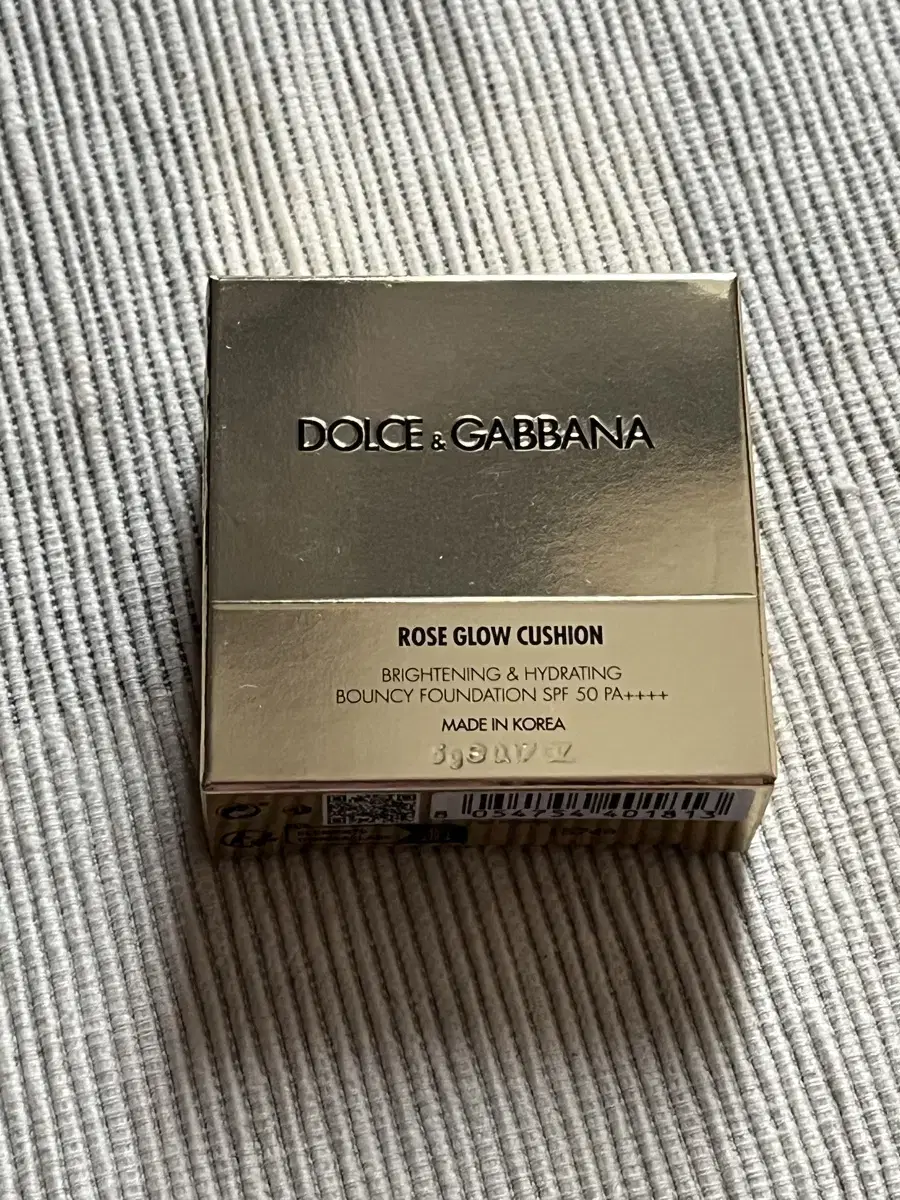 DOLCE & GABBANA
ROSE GLOW CUSHION
BRIGHTENING & HYDRATING
BOUNCY FOUNDATION SPF 50 PA++++
MADE IN KOREA
5g℮ 0.17 OZ
8 054754 401813